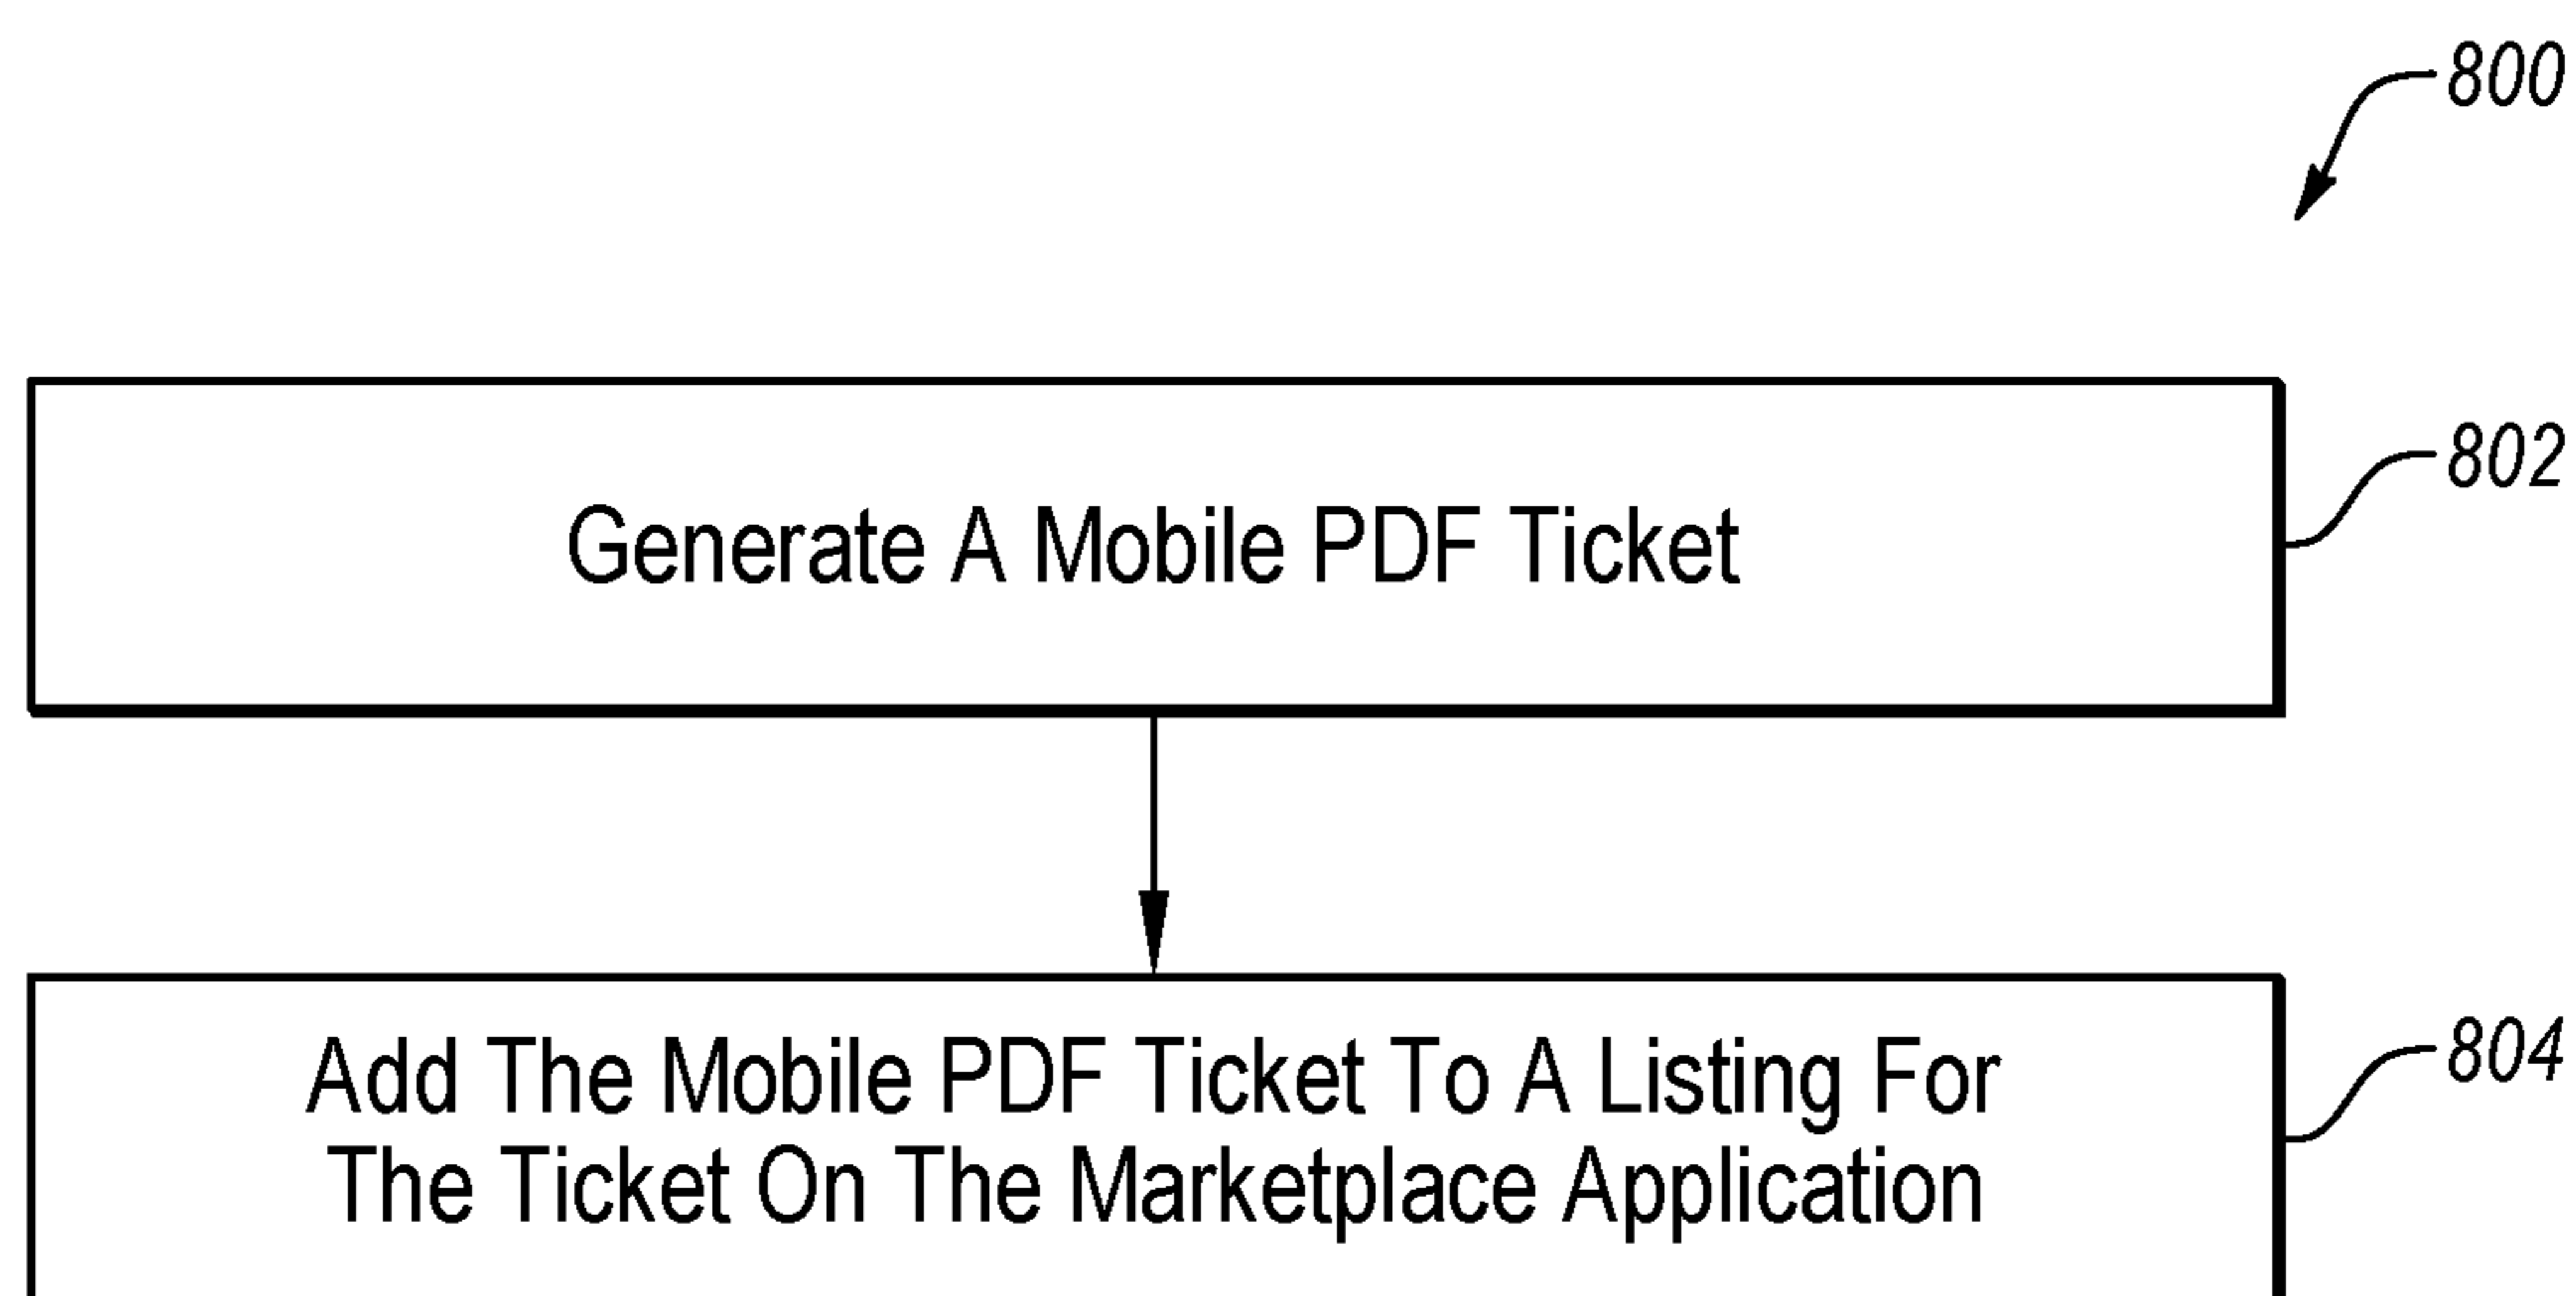 800
802
Generate A Mobile PDF Ticket
804
Add The Mobile PDF Ticket To A Listing For
The Ticket On The Marketplace Application